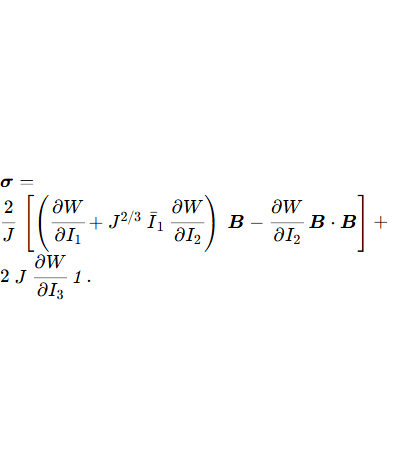 σ =
2/J [(∂W/∂I₁ + J^{2/3} Ī₁ ∂W/∂I₂) B − ∂W/∂I₂ B · B] +
2 J ∂W/∂I₃ 1 .